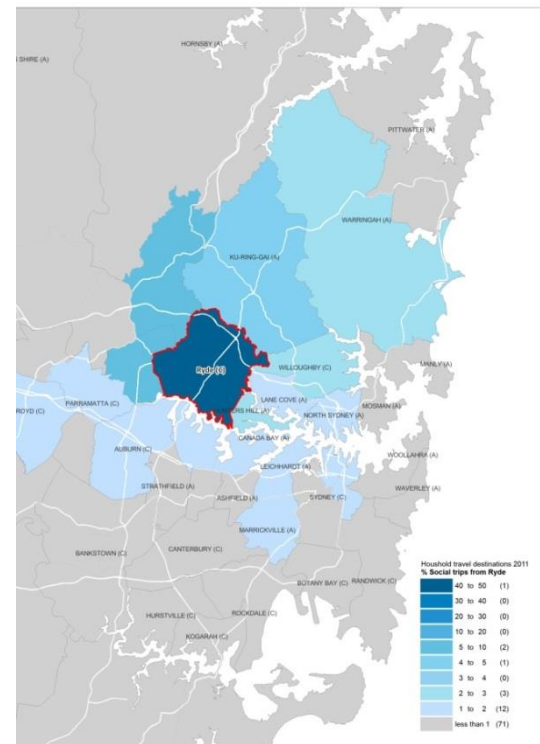 HORNSBY (A)
SHIRE (A)
PITTWATER (A)
WARRINGAH (A)
KU-RING-GAI (A)
MANLY (A)
Ryde (C)
WILLOUGHBY (C)
MOSMAN (A)
LANE COVE (A)
PARRAMATTA (C)
ROYD (C)
ERS HILL (A)
NORTH SYDNEY (A)
CANADA BAY (A)
AUBURN (C)
WOOLLAHRA (A)
LEICHHARDT (A)
STRATHFIELD (A)
WAVERLEY (A)
ASHFIELD (A)
SYDNEY (C)
MARRICKVILLE (A)
CANTERBURY (C)
BANKSTOWN (C)
BOTANY BAY (C)
RANDWICK (C)
HURSTVILLE (C)
ROCKDALE (C)
KOGARAH (C)
Houshold travel destinations 2011
% Social trips from Ryde
40 to 50 (1)
30 to 40 (0)
20 to 30 (0)
10 to 20 (0)
5 to 10 (2)
4 to 5 (1)
3 to 4 (0)
2 to 3 (3)
1 to 2 (12)
less than 1 (71)